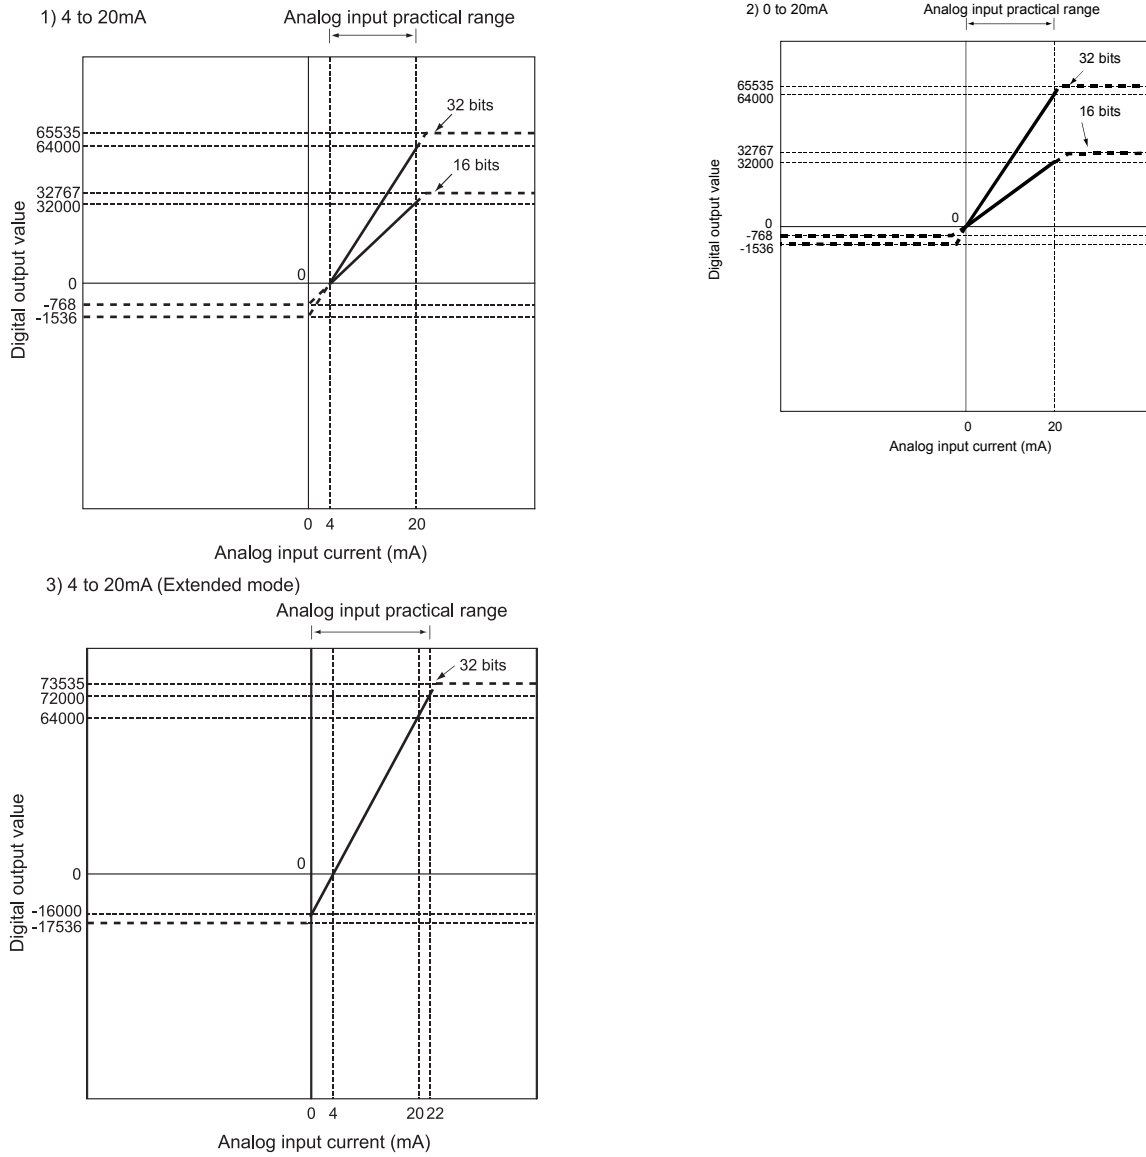 1) 4 to 20mA
Analog input practical range
32 bits
65535
64000
16 bits
32767
32000
0
0
-768
-1536
Digital output value
0 4 20
Analog input current (mA)
2) 0 to 20mA
Analog input practical range
32 bits
65535
64000
16 bits
32767
32000
0
0
-768
-1536
Digital output value
0 20
Analog input current (mA)
3) 4 to 20mA (Extended mode)
Analog input practical range
32 bits
73535
72000
64000
0
0
-16000
-17536
Digital output value
0 4 20 22
Analog input current (mA)